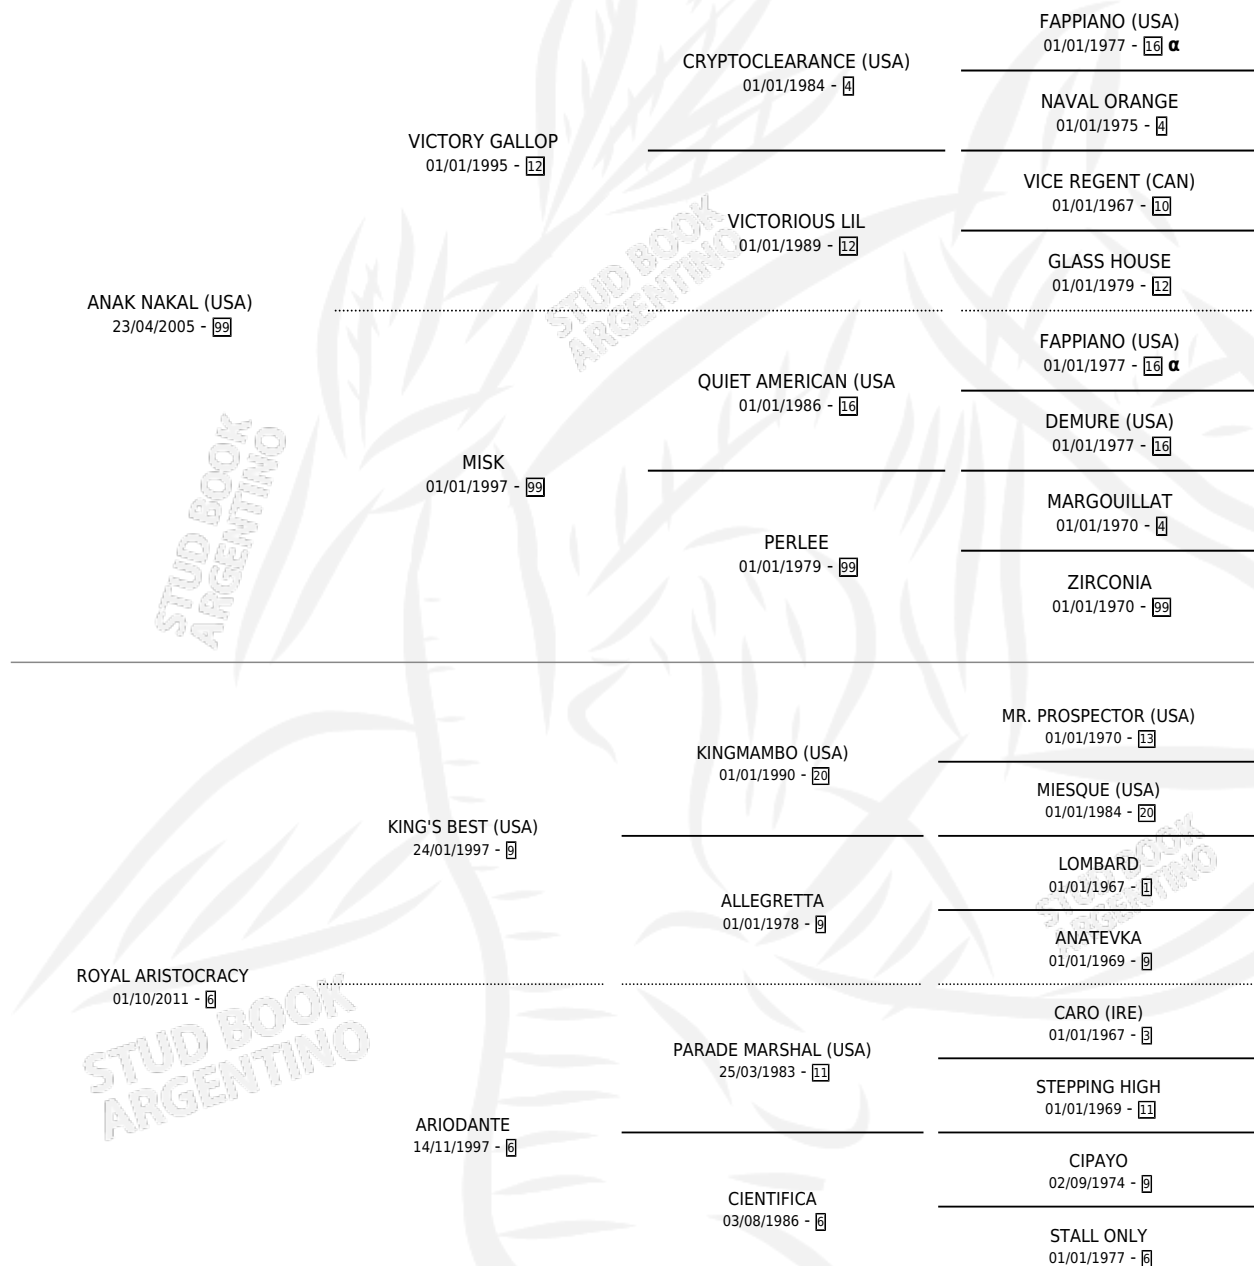 FAPPIANO (USA)
01/01/1977 - 16 α
CRYPTOCLEARANCE (USA)
01/01/1984 - 4
NAVAL ORANGE
01/01/1975 - 4
VICTORY GALLOP
01/01/1995 - 12
VICE REGENT (CAN)
01/01/1967 - 10
VICTORIOUS LIL
01/01/1989 - 12
GLASS HOUSE
01/01/1979 - 12
ANAK NAKAL (USA)
23/04/2005 - 99
FAPPIANO (USA)
01/01/1977 - 16 α
QUIET AMERICAN (USA
01/01/1986 - 16
DEMURE (USA)
01/01/1977 - 16
MISK
01/01/1997 - 99
MARGOUILLAT
01/01/1970 - 4
PERLEE
01/01/1979 - 99
ZIRCONIA
01/01/1970 - 99
MR. PROSPECTOR (USA)
01/01/1970 - 13
KINGMAMBO (USA)
01/01/1990 - 20
MIESQUE (USA)
01/01/1984 - 20
KING'S BEST (USA)
24/01/1997 - 9
LOMBARD
01/01/1967 - 1
ALLEGRETTA
01/01/1978 - 9
ANATEVKA
01/01/1969 - 9
ROYAL ARISTOCRACY
01/10/2011 - 6
CARO (IRE)
01/01/1967 - 3
PARADE MARSHAL (USA)
25/03/1983 - 11
STEPPING HIGH
01/01/1969 - 11
ARIODANTE
14/11/1997 - 6
CIPAYO
02/09/1974 - 9
CIENTIFICA
03/08/1986 - 6
STALL ONLY
01/01/1977 - 6
STUD BOOK
ARGENTINO
STUD BOOK
ARGENTINO
STUD BOOK
ARGENTINO
STUD BOOK
ARGENTINO